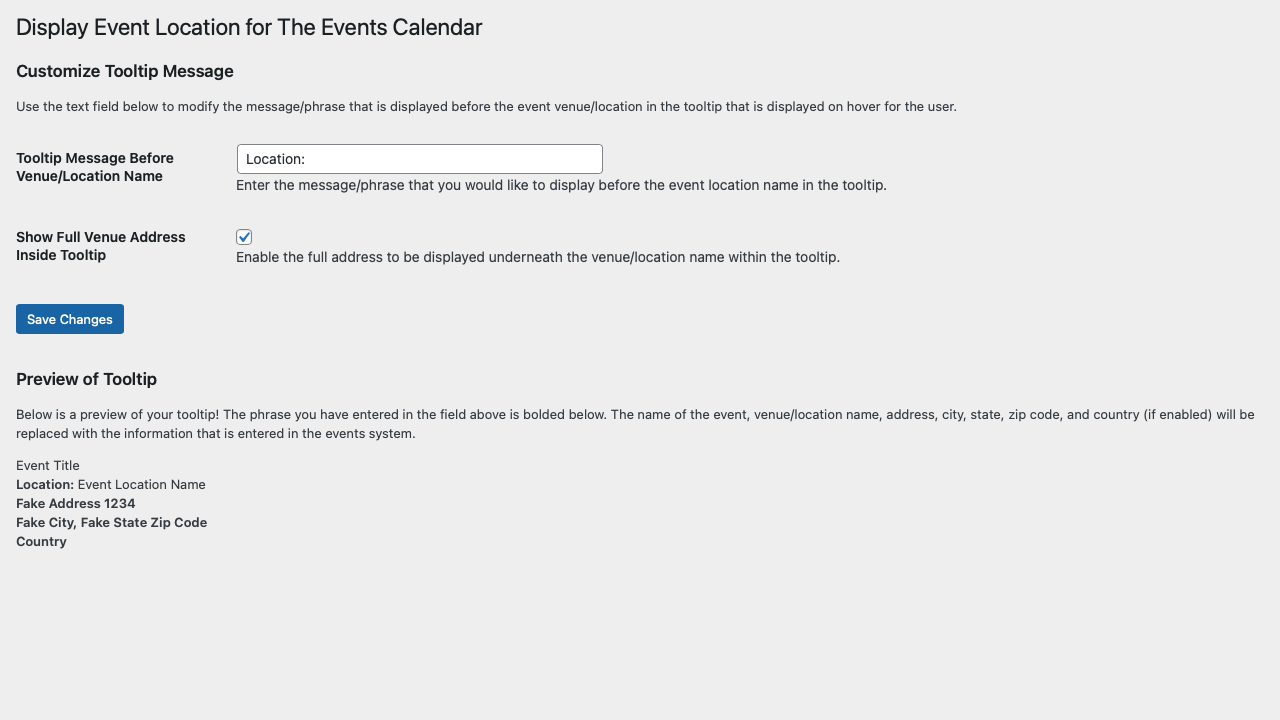 Display Event Location for The Events Calendar
Customize Tooltip Message
Use the text field below to modify the message/phrase that is displayed before the event venue/location in the tooltip that is displayed on hover for the user.
Tooltip Message Before
Venue/Location Name
Location:
Enter the message/phrase that you would like to display before the event location name in the tooltip.
Show Full Venue Address
Inside Tooltip
Enable the full address to be displayed underneath the venue/location name within the tooltip.
Save Changes
Preview of Tooltip
Below is a preview of your tooltip! The phrase you have entered in the field above is bolded below. The name of the event, venue/location name, address, city, state, zip code, and country (if enabled) will be
replaced with the information that is entered in the events system.
Event Title
Location: Event Location Name
Fake Address 1234
Fake City, Fake State Zip Code
Country